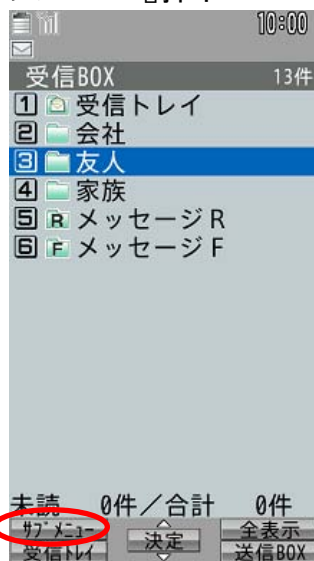 10:00
受信BOX 13件
1 受信トレイ
2 会社
3 友人
4 家族
5 R メッセージR
6 F メッセージF
未読 0件/合計 0件
サブメニュー 決定 全表示
受信トレイ 送信BOX